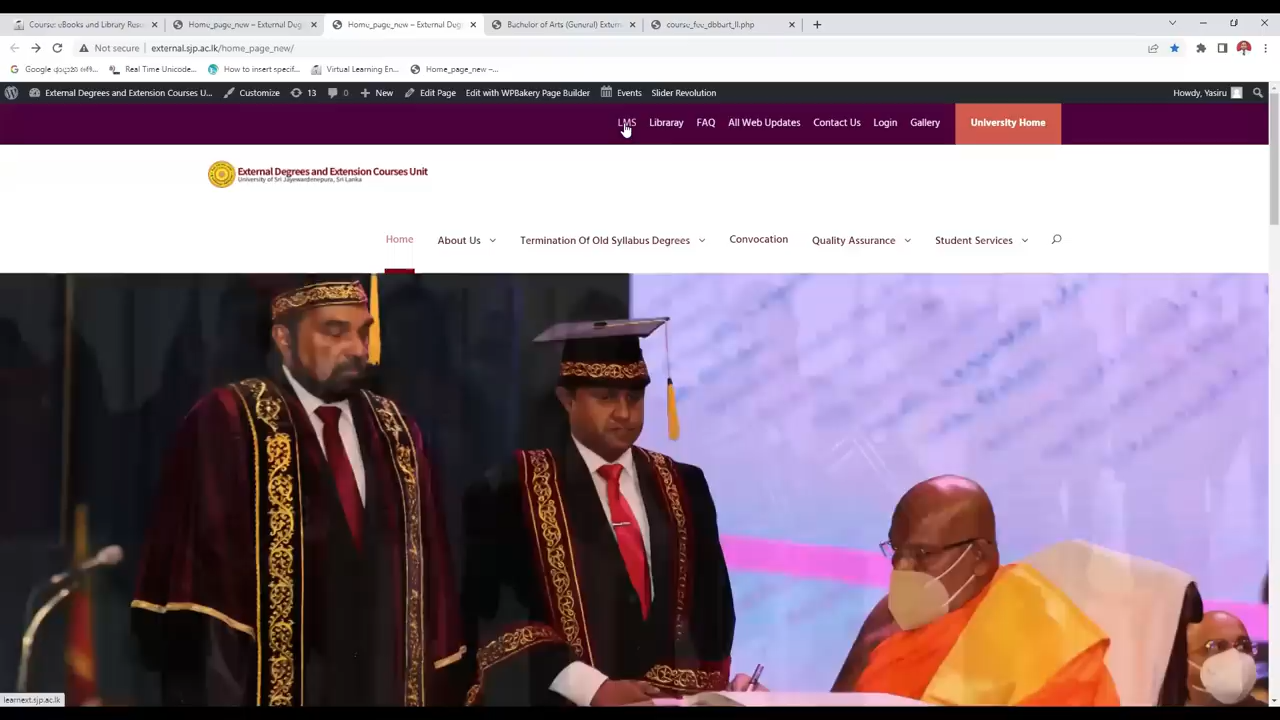 Course: eBooks and Library Reso
Home_page_new – External Deg
Home_page_new – External Deg
Bachelor of Arts (General) Extern
course_fee_dbbart_II.php
Not secure
external.sjp.ac.lk/home_page_new/
Real Time Unicode...
How to insert specif...
Virtual Learning En...
Home_page_new –...
External Degrees and Extension Courses U...
Customize
13
0
New
Edit Page
Edit with WPBakery Page Builder
Events
Slider Revolution
Howdy, Yasiru
LMS
Libraray
FAQ
All Web Updates
Contact Us
Login
Gallery
University Home
External Degrees and Extension Courses Unit
University of Sri Jayewardenepura, Sri Lanka
Home
About Us
Termination Of Old Syllabus Degrees
Convocation
Quality Assurance
Student Services
learnext.sjp.ac.lk